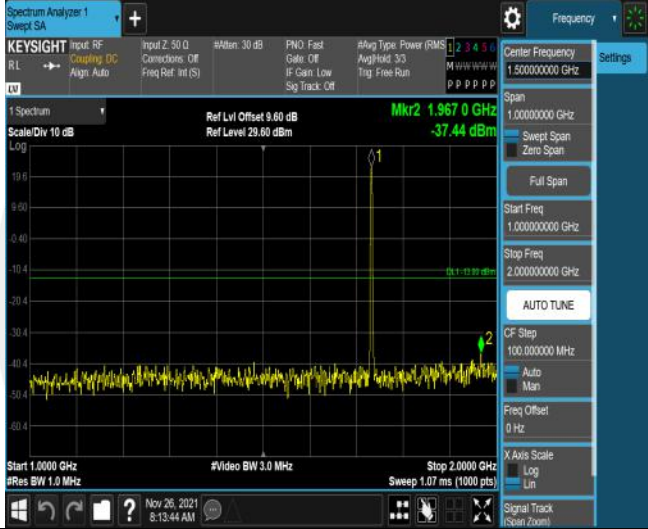 Spectrum Analyzer 1
Swept SA
+
Frequency
KEYSIGHT
RL
Input: RF
Coupling: DC
Align: Auto
Input Z: 50 Ω
Corrections: Off
Freq Ref: Int (S)
#Atten: 30 dB
PNO: Fast
Gate: Off
IF Gain: Low
Sig Track: Off
#Avg Type: Power (RMS
Avg|Hold: 3/3
Trig: Free Run
1 2 3 4 5 6
M W W W W W
P P P P P P
LV
1 Spectrum
Scale/Div 10 dB
Log
Ref Lvl Offset 9.60 dB
Ref Level 29.60 dBm
Mkr2 1.967 0 GHz
-37.44 dBm
1
19.6
9.60
-0.40
-10.4
DL1 -13.00 dBm
-20.4
-30.4
2
-40.4
-50.4
-60.4
Start 1.0000 GHz
#Res BW 1.0 MHz
#Video BW 3.0 MHz
Stop 2.0000 GHz
Sweep 1.07 ms (1000 pts)
?
Nov 26, 2021
8:13:44 AM
Center Frequency
1.500000000 GHz
Settings
Span
1.00000000 GHz
Swept Span
Zero Span
Full Span
Start Freq
1.000000000 GHz
Stop Freq
2.000000000 GHz
AUTO TUNE
CF Step
100.000000 MHz
Auto
Man
Freq Offset
0 Hz
X Axis Scale
Log
Lin
Signal Track
(Span Zoom)